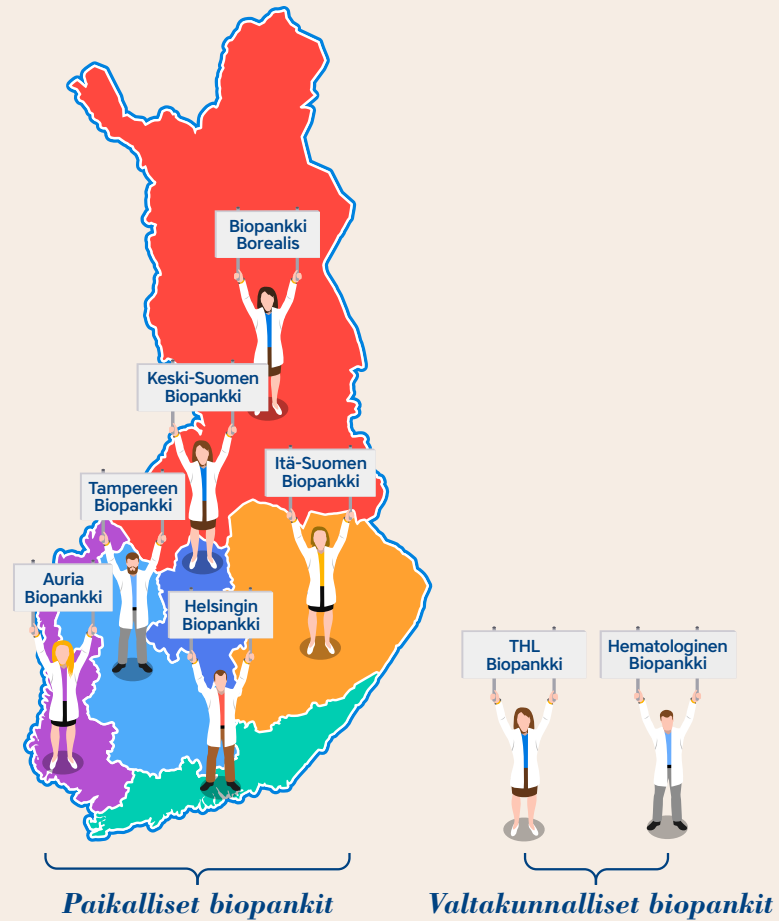 Biopankki
Borealis
Keski-Suomen
Biopankki
Itä-Suomen
Biopankki
Tampereen
Biopankki
Auria
Biopankki
Helsingin
Biopankki
THL
Biopankki
Hematologinen
Biopankki
Paikalliset biopankit
Valtakunnalliset biopankit